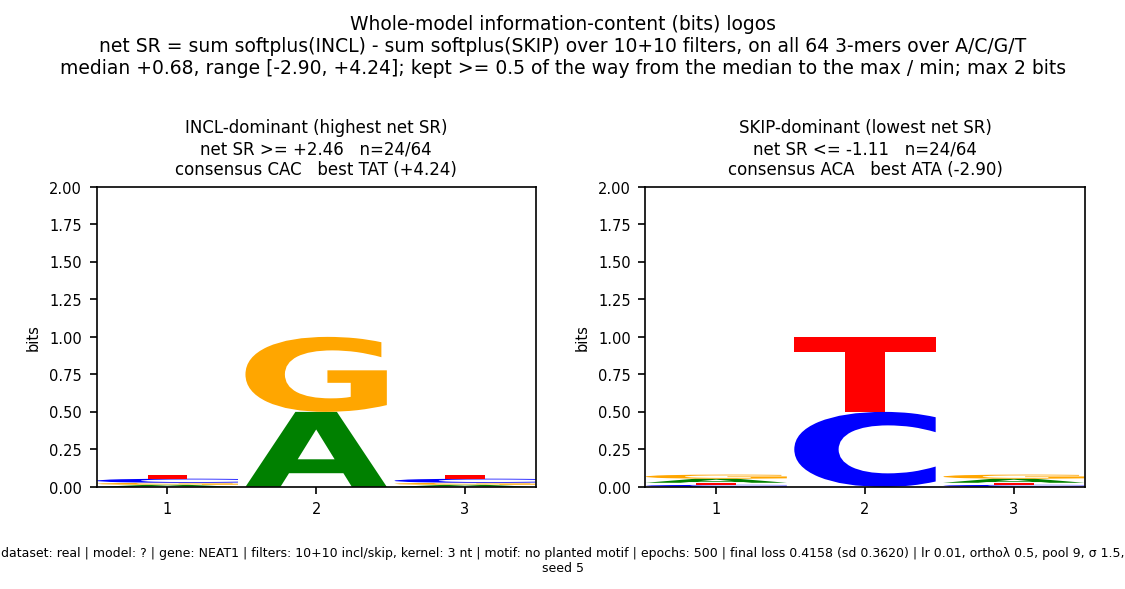 Whole-model information-content (bits) logos
net SR = sum softplus(INCL) - sum softplus(SKIP) over 10+10 filters, on all 64 3-mers over A/C/G/T
median +0.68, range [-2.90, +4.24]; kept >= 0.5 of the way from the median to the max / min; max 2 bits
INCL-dominant (highest net SR)
net SR >= +2.46   n=24/64
consensus CAC   best TAT (+4.24)
2.00
1.75
1.50
1.25
1.00
0.75
0.50
0.25
0.00
bits
G
A
1
2
3
SKIP-dominant (lowest net SR)
net SR <= -1.11   n=24/64
consensus ACA   best ATA (-2.90)
2.00
1.75
1.50
1.25
1.00
0.75
0.50
0.25
0.00
bits
T
C
1
2
3
dataset: real | model: ? | gene: NEAT1 | filters: 10+10 incl/skip, kernel: 3 nt | motif: no planted motif | epochs: 500 | final loss 0.4158 (sd 0.3620) | lr 0.01, orthoλ 0.5, pool 9, σ 1.5,
seed 5